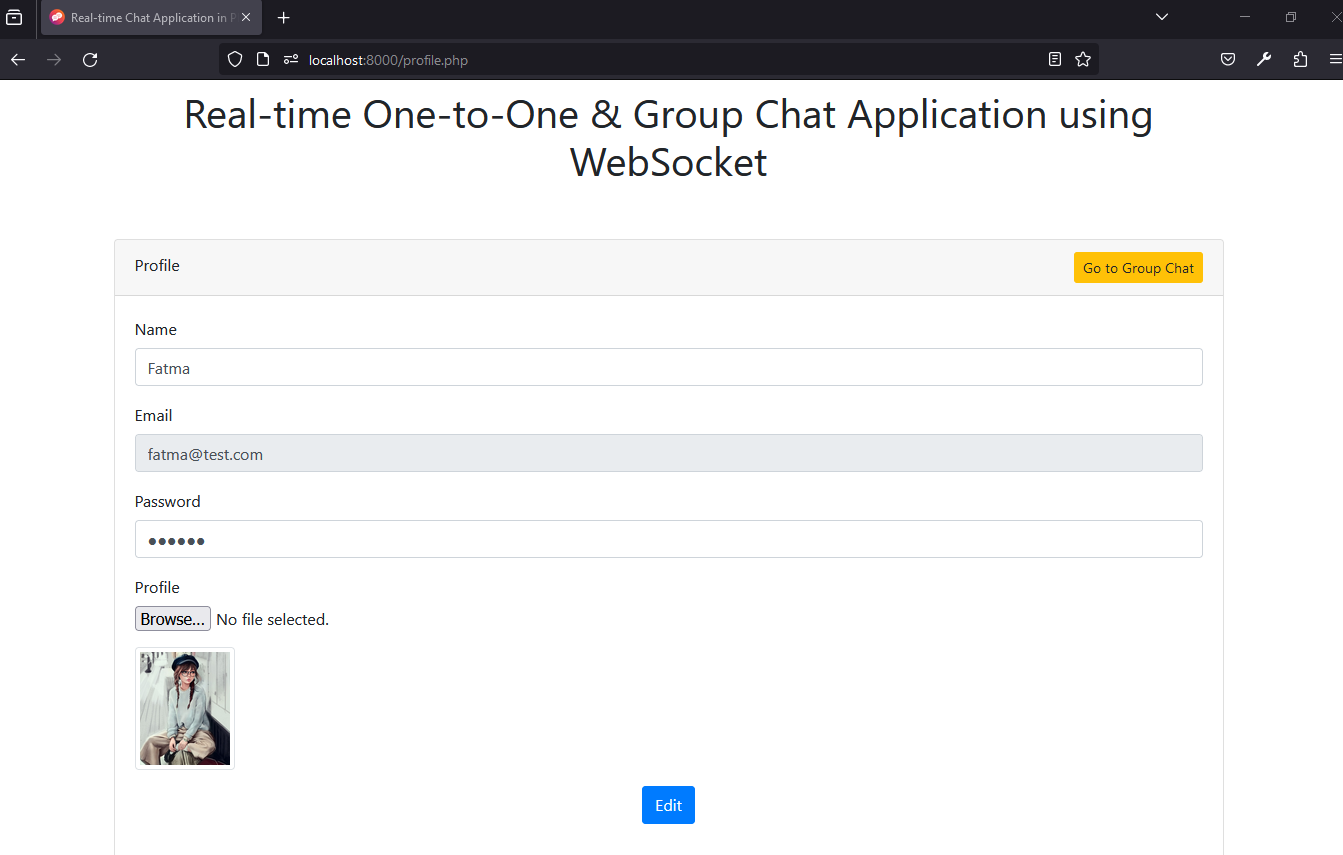 Real-time Chat Application in P
localhost:8000/profile.php
Real-time One-to-One & Group Chat Application using
WebSocket
Profile
Go to Group Chat
Name
Fatma
Email
fatma@test.com
Password
●●●●●●
Profile
Browse... No file selected.
Edit